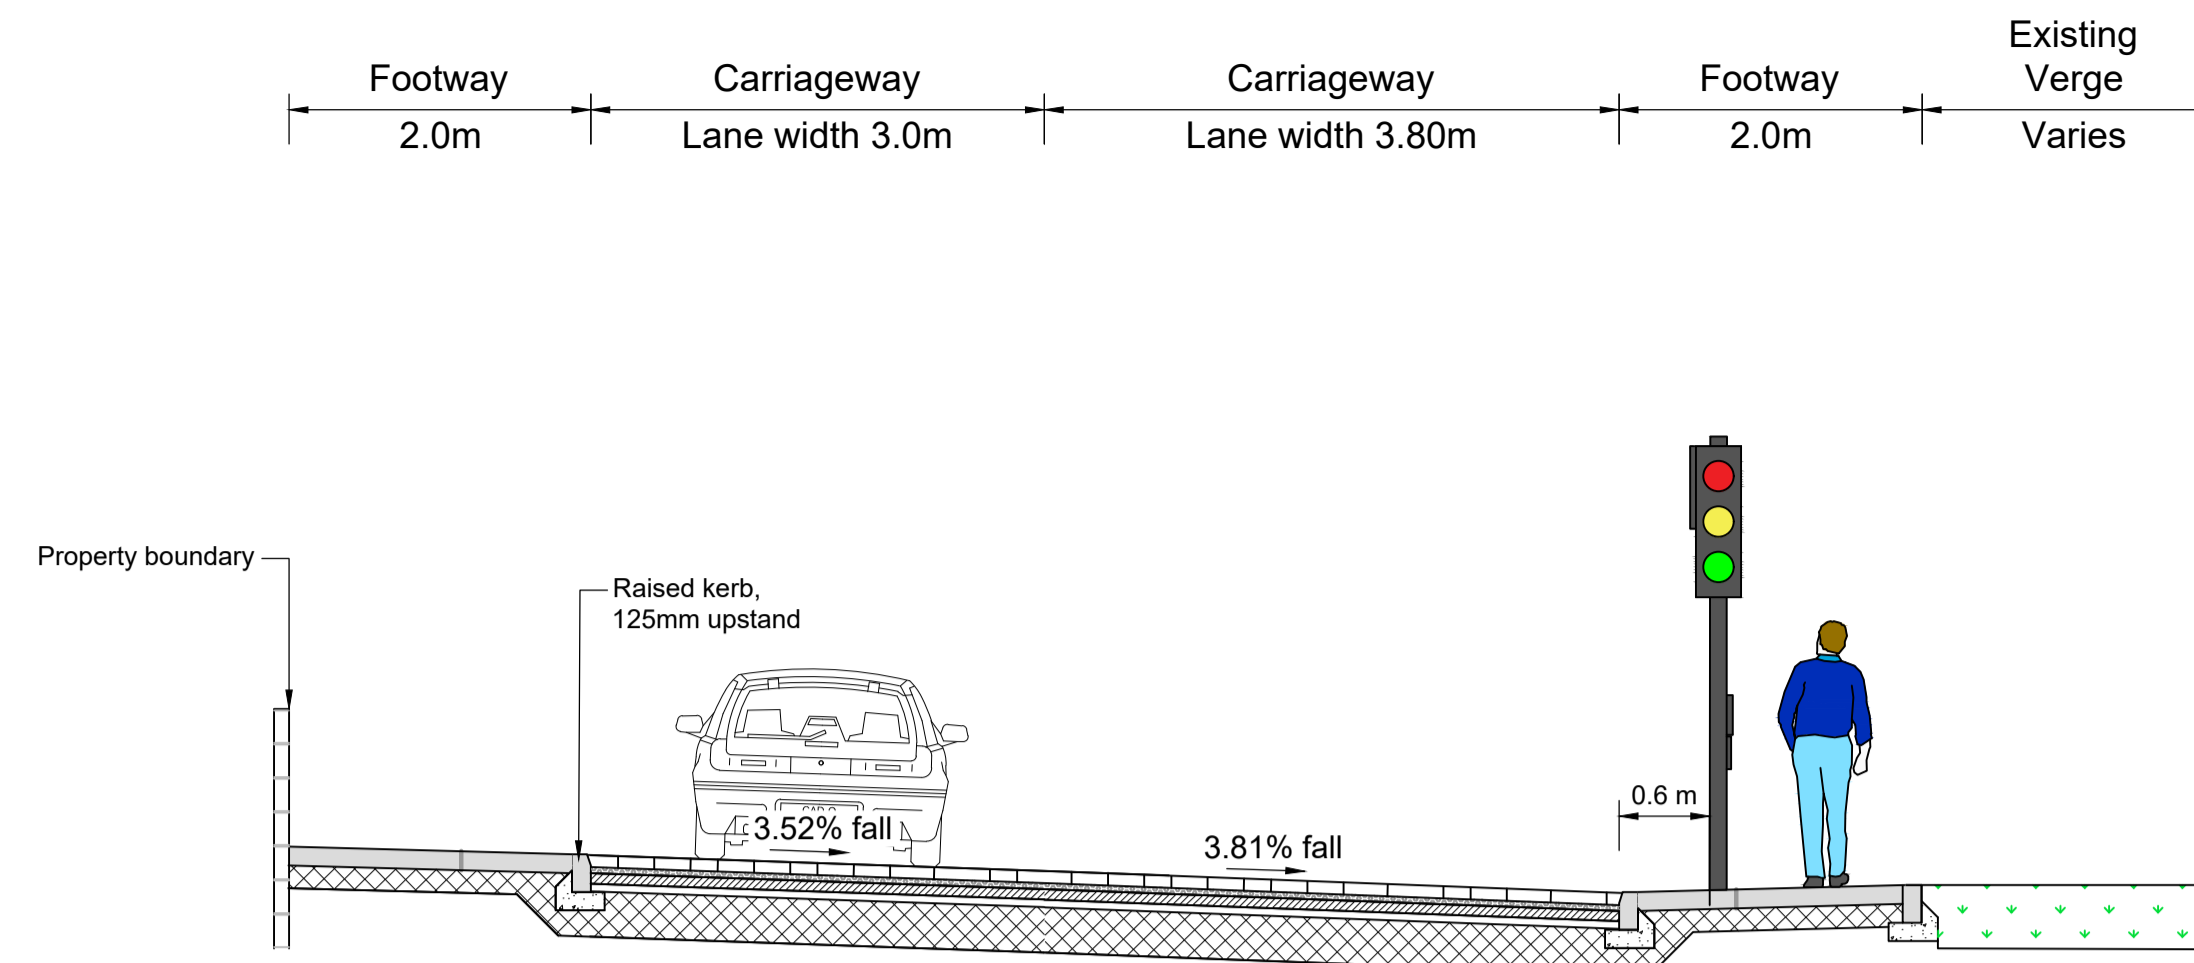 Footway
2.0m
Carriageway
Lane width 3.0m
Carriageway
Lane width 3.80m
Footway
2.0m
Existing
Verge
Varies
Property boundary
Raised kerb,
125mm upstand
3.52% fall
3.81% fall
0.6 m